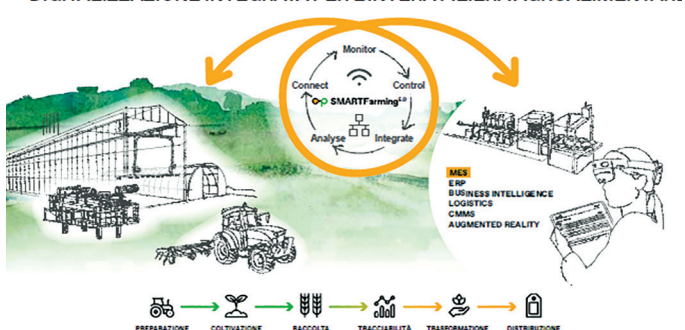 Monitor
Connect
Control
SMARTFarming
Analyse
Integrate
MES
ERP
BUSINESS INTELLIGENCE
LOGISTICS
CMMS
AUGMENTED REALITY
PREPARAZIONE
COLTIVAZIONE
RACCOLTA
TRACCIABILITÀ
TRASFORMAZIONE
DISTRIBUZIONE